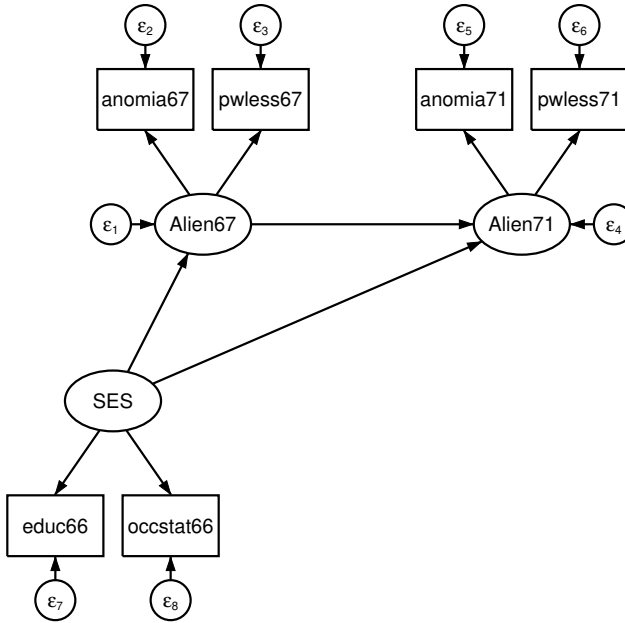 ε2 ε3 ε5 ε6
anomia67 pwless67 anomia71 pwless71
ε1 Alien67 Alien71 ε4
SES
educ66 occstat66
ε7 ε8